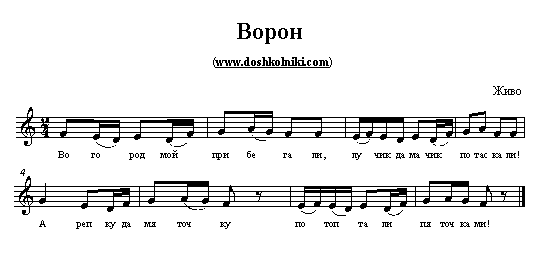 Ворон
(www.doshkolniki.com)
Живо
Во го род мой при бе га ли, лу чик да ма чик по тас ка ли!
4
А реп ку да мя точ ку по топ та ли пя точ ка ми!